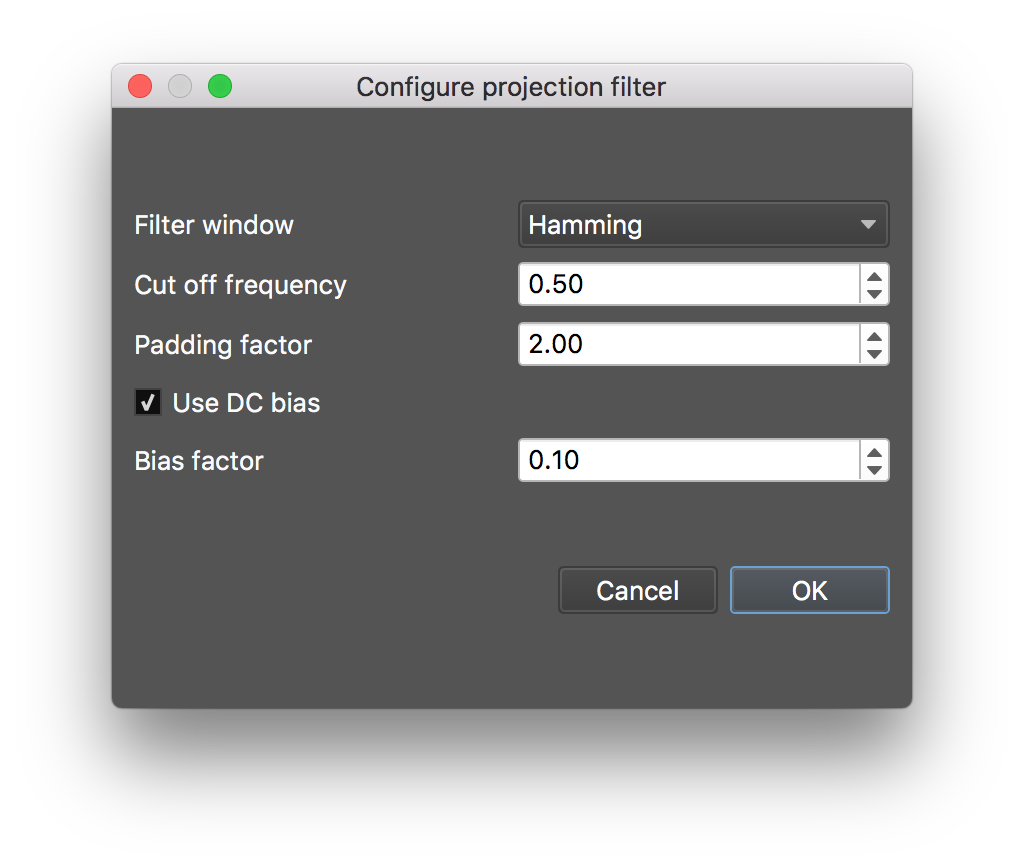 Configure projection filter
Filter window Hamming
Cut off frequency 0.50
Padding factor 2.00
Use DC bias
Bias factor 0.10
Cancel OK